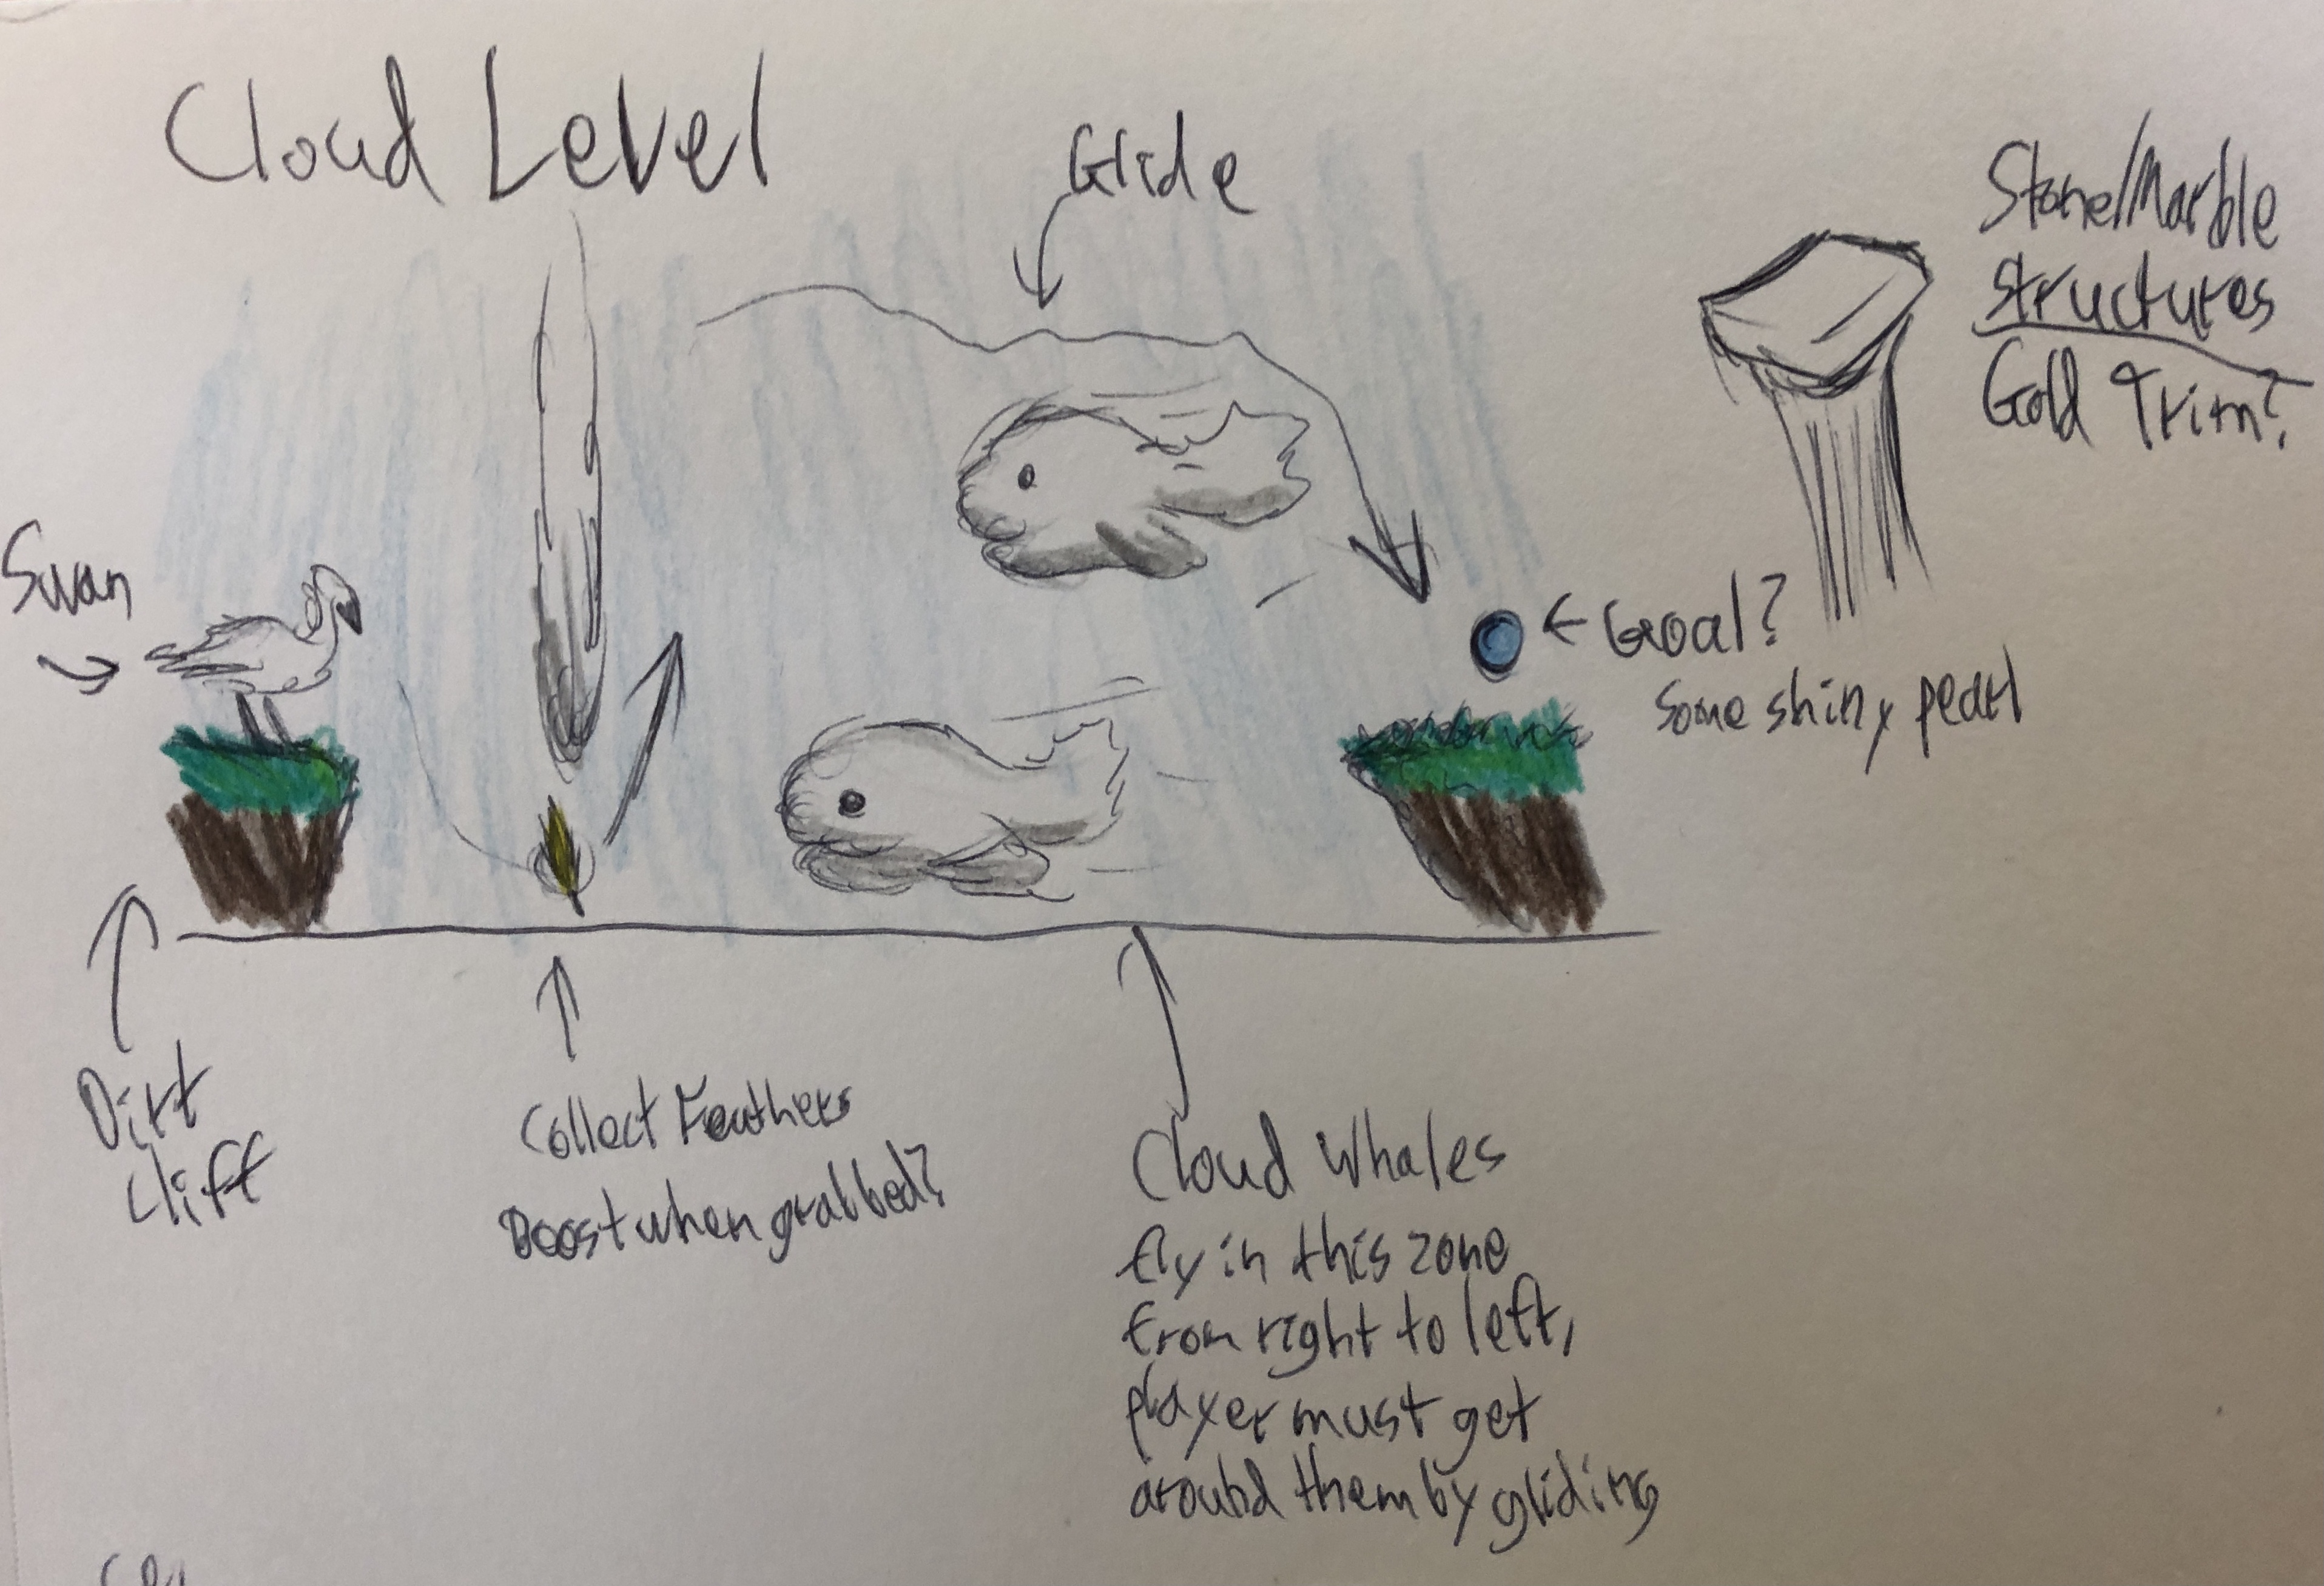 Cloud Level
Glide
Stone/Marble
structures
Gold Trim?
Swan
← Goal?
Some shiny pearl
Dirt
cliff
Collect Feathers
Boost when grabbed?
Cloud Whales
fly in this zone
from right to left,
player must get
around them by gliding